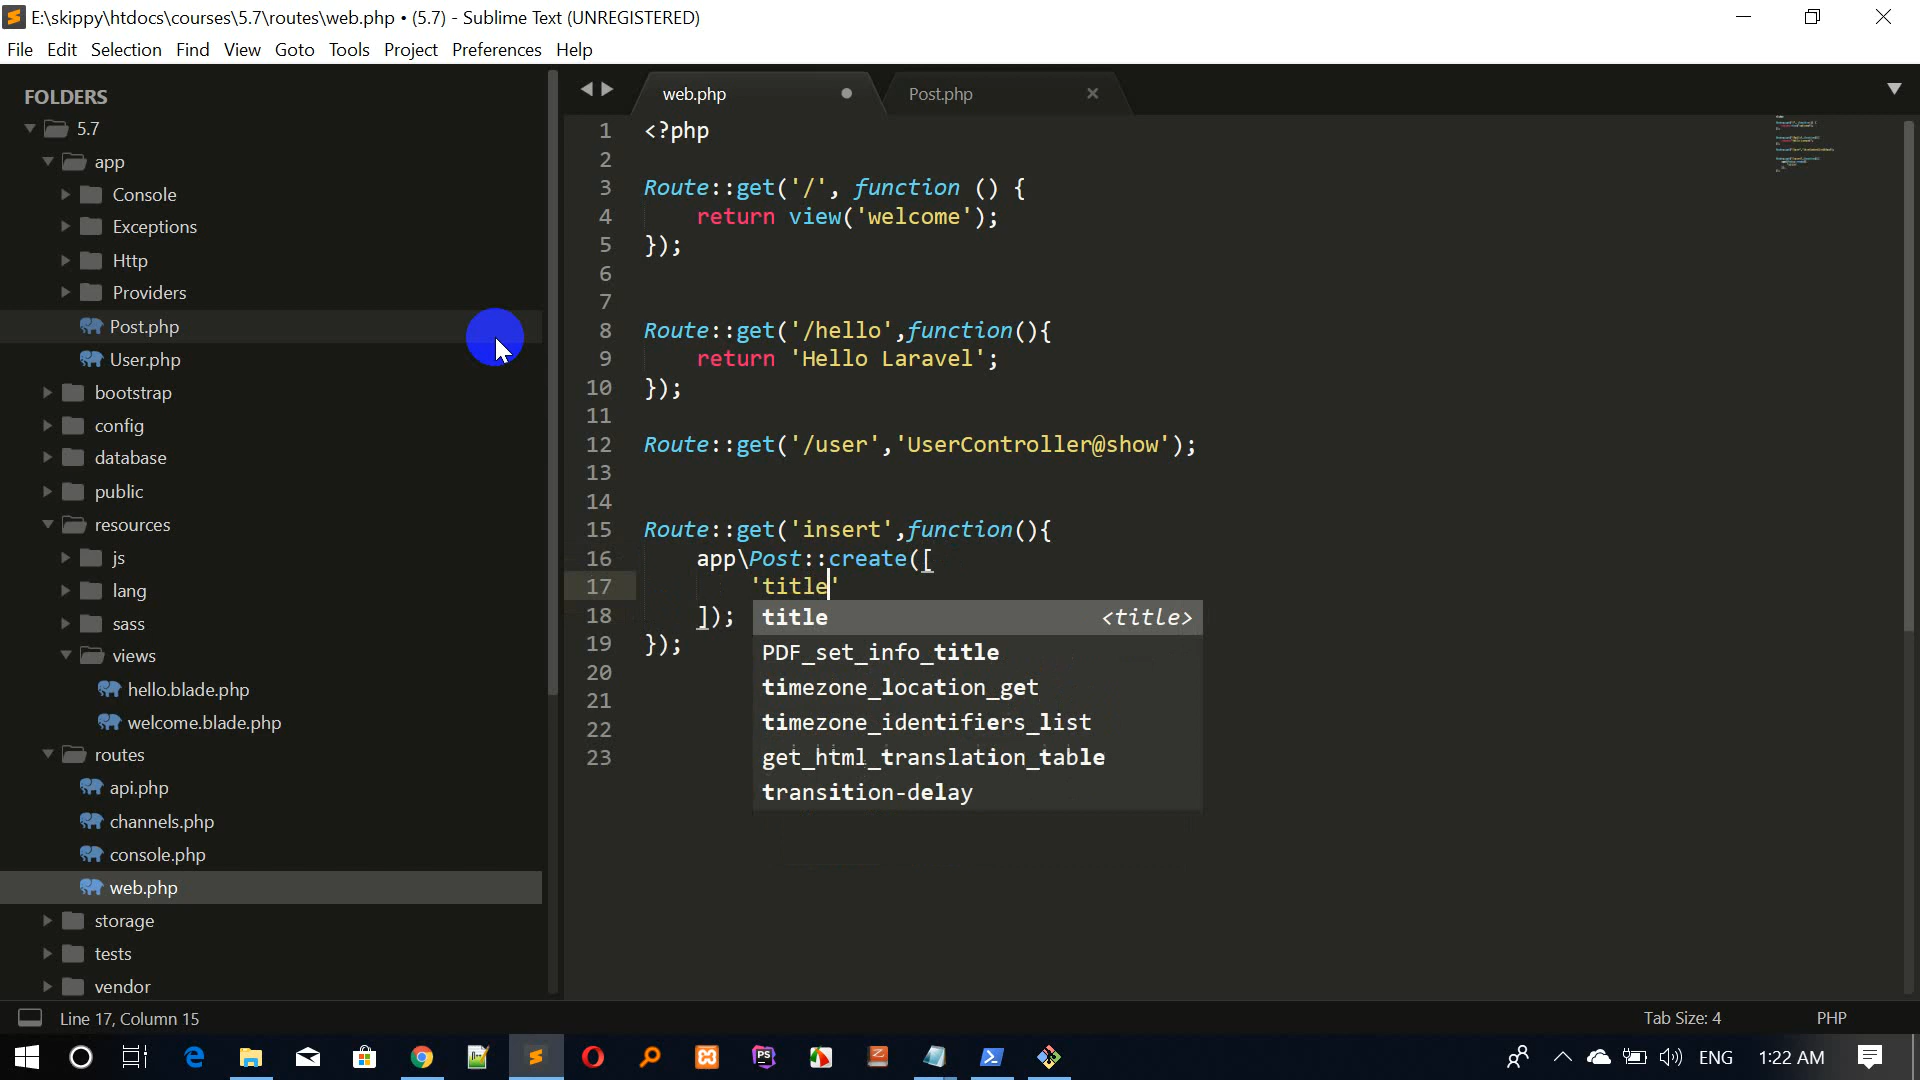 E:\skippy\htdocs\courses\5.7\routes\web.php • (5.7) - Sublime Text (UNREGISTERED)
File Edit Selection Find View Goto Tools Project Preferences Help
FOLDERS
5.7
app
Console
Exceptions
Http
Providers
Post.php
User.php
bootstrap
config
database
public
resources
js
lang
sass
views
hello.blade.php
welcome.blade.php
routes
api.php
channels.php
console.php
web.php
storage
tests
vendor
web.php Post.php
1 <?php
2
3 Route::get('/', function () {
4 return view('welcome');
5 });
6
7
8 Route::get('/hello',function(){
9 return 'Hello Laravel';
10 });
11
12 Route::get('/user','UserController@show');
13
14
15 Route::get('insert',function(){
16 app\Post::create([
17 'title'
18 ]);
19 });
20
21
22
23
title <title>
PDF_set_info_title
timezone_location_get
timezone_identifiers_list
get_html_translation_table
transition-delay
Line 17, Column 15 Tab Size: 4 PHP
ENG 1:22 AM